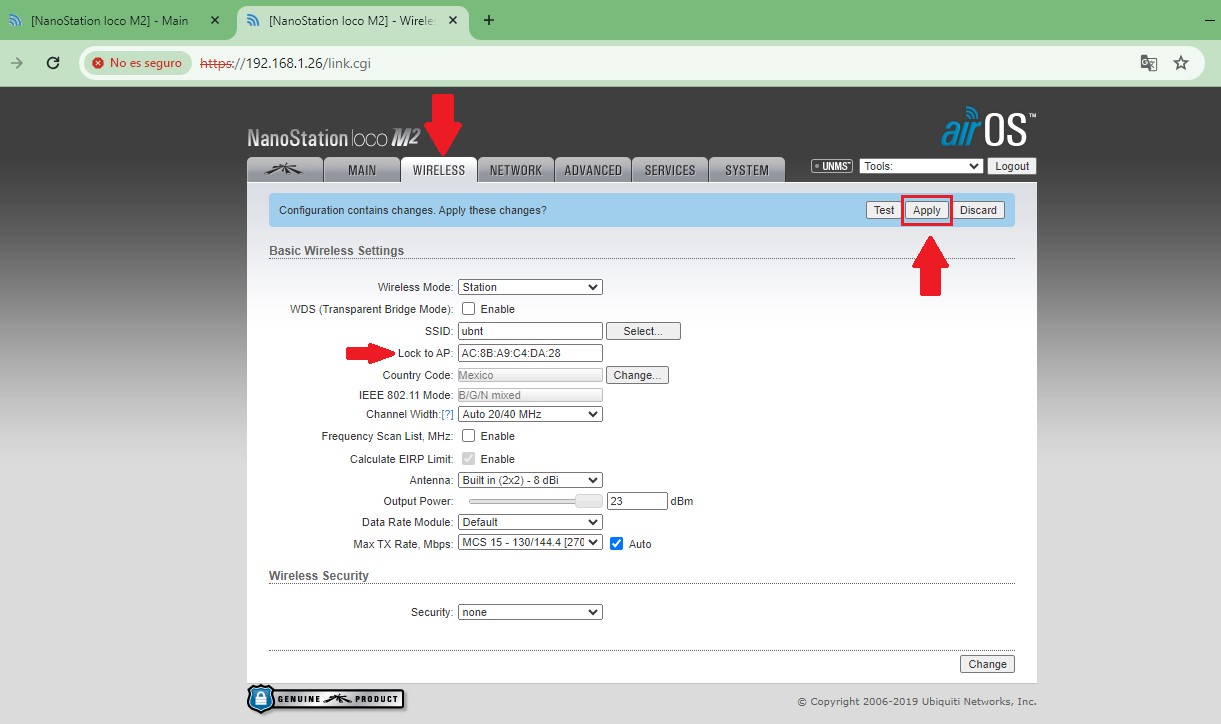 [NanoStation loco M2] - Main
[NanoStation loco M2] - Wirele
No es seguro https://192.168.1.26/link.cgi
NanoStation loco M2
airOS™
MAIN WIRELESS NETWORK ADVANCED SERVICES SYSTEM UNMS™ Tools: Logout
Configuration contains changes. Apply these changes? Test Apply Discard
Basic Wireless Settings
Wireless Mode: Station
WDS (Transparent Bridge Mode): Enable
SSID: ubnt Select...
Lock to AP: AC:8B:A9:C4:DA:28
Country Code: Mexico Change...
IEEE 802.11 Mode: B/G/N mixed
Channel Width:[?] Auto 20/40 MHz
Frequency Scan List, MHz: Enable
Calculate EIRP Limit: Enable
Antenna: Built in (2x2) - 8 dBi
Output Power: 23 dBm
Data Rate Module: Default
Max TX Rate, Mbps: MCS 15 - 130/144.4 [270 Auto
Wireless Security
Security: none
Change
GENUINE PRODUCT
© Copyright 2006-2019 Ubiquiti Networks, Inc.